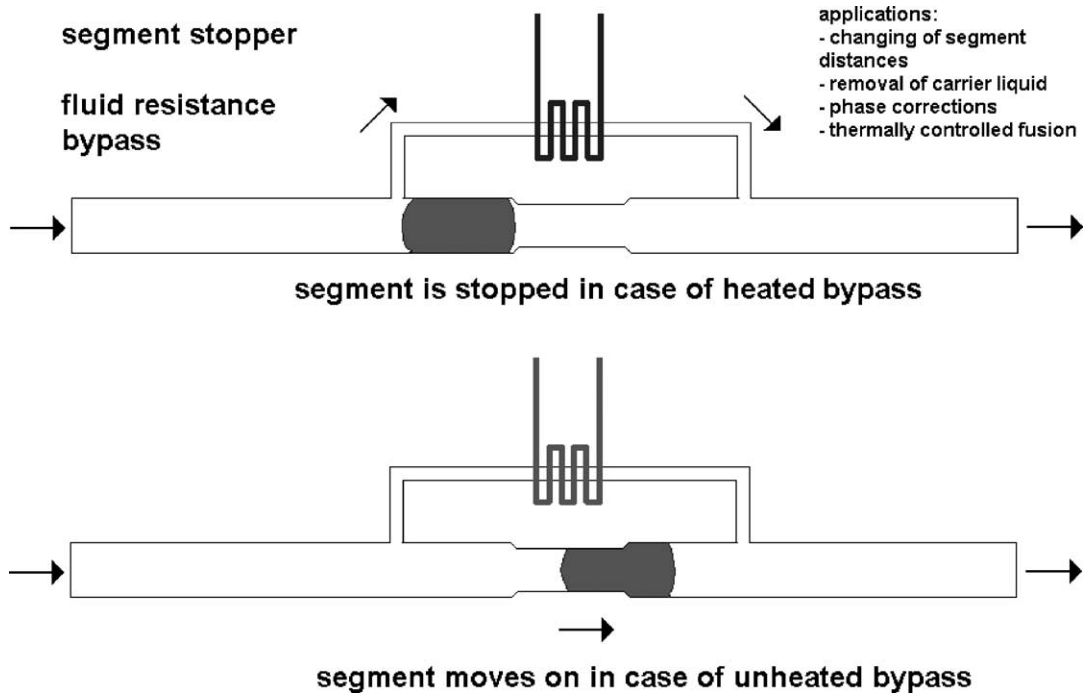 segment stopper
fluid resistance
bypass
applications:
- changing of segment
distances
- removal of carrier liquid
- phase corrections
- thermally controlled fusion
segment is stopped in case of heated bypass
segment moves on in case of unheated bypass